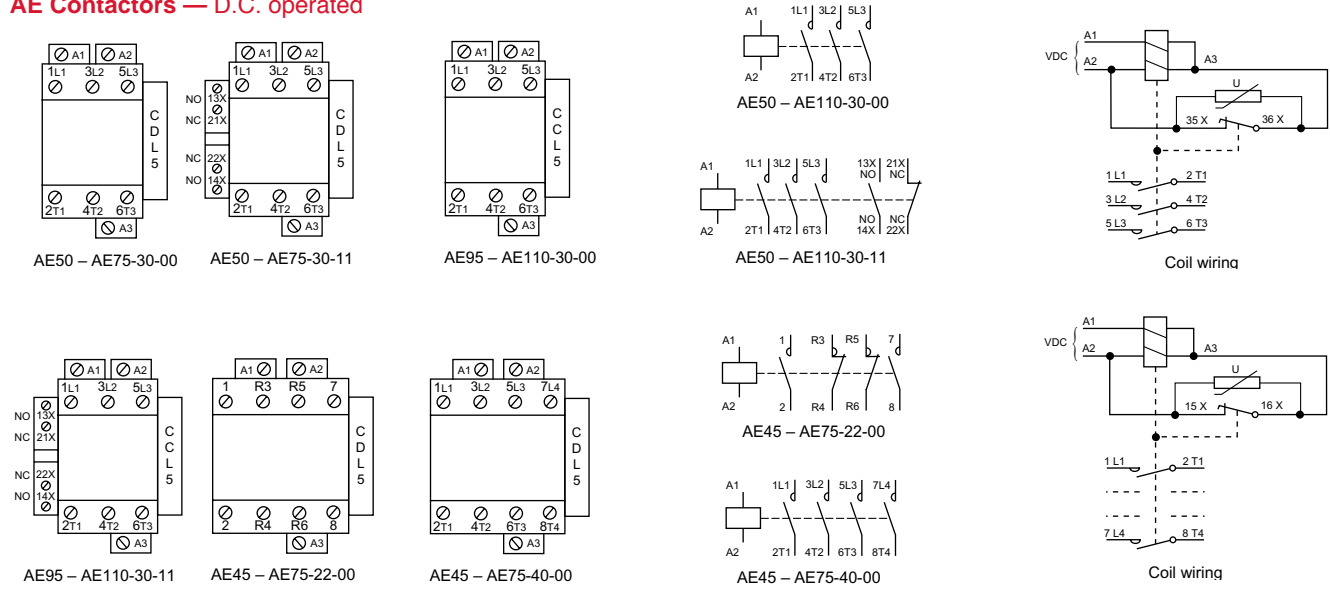 AE Contactors — D.C. operated
A1 A2
1L1 3L2 5L3
C
D
L
5
2T1 4T2 6T3
A3
AE50 – AE75-30-00
A1 A2
1L1 3L2 5L3
NO 13X
NC 21X
NC 22X
NO 14X
C
D
L
5
2T1 4T2 6T3
A3
AE50 – AE75-30-11
A1 A2
1L1 3L2 5L3
C
C
L
5
2T1 4T2 6T3
A3
AE95 – AE110-30-00
A1 1L1 3L2 5L3
A2 2T1 4T2 6T3
AE50 – AE110-30-00
A1 1L1 3L2 5L3 13X 21X
NO NC
NO NC
A2 2T1 4T2 6T3 14X 22X
AE50 – AE110-30-11
A1
VDC
A2 A3
U
35 X 36 X
1 L1 2 T1
3 L2 4 T2
5 L3 6 T3
Coil wiring
A1 A2
1L1 3L2 5L3
NO 13X
NC 21X
NC 22X
NO 14X
C
C
L
5
2T1 4T2 6T3
A3
AE95 – AE110-30-11
A1 A2
1 R3 R5 7
C
D
L
5
2 R4 R6 8
A3
AE45 – AE75-22-00
A1 A2
1L1 3L2 5L3 7L4
C
D
L
5
2T1 4T2 6T3 8T4
A3
AE45 – AE75-40-00
A1 1 R3 R5 7
A2 2 R4 R6 8
AE45 – AE75-22-00
A1 1L1 3L2 5L3 7L4
A2 2T1 4T2 6T3 8T4
AE45 – AE75-40-00
A1
VDC
A2 A3
U
15 X 16 X
1 L1 2 T1
7 L4 8 T4
Coil wiring